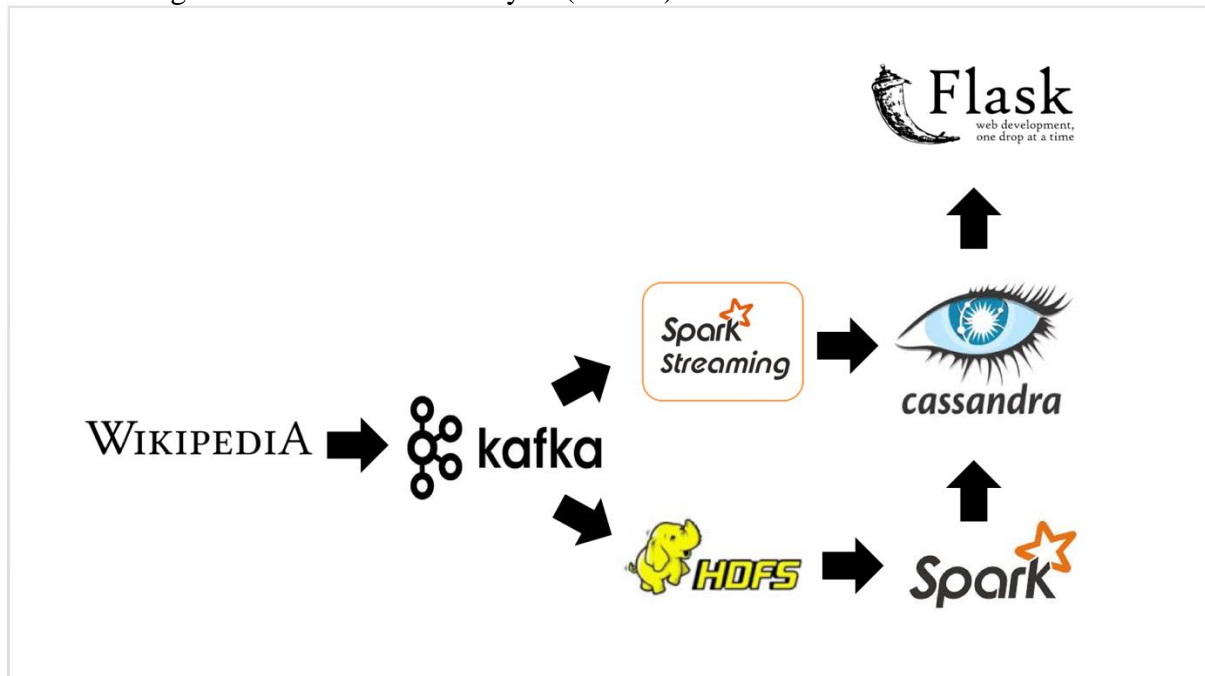 Flask
web development,
one drop at a time
Spark
Streaming
cassandra
WIKIPEDIA
kafka
HDFS
Spark